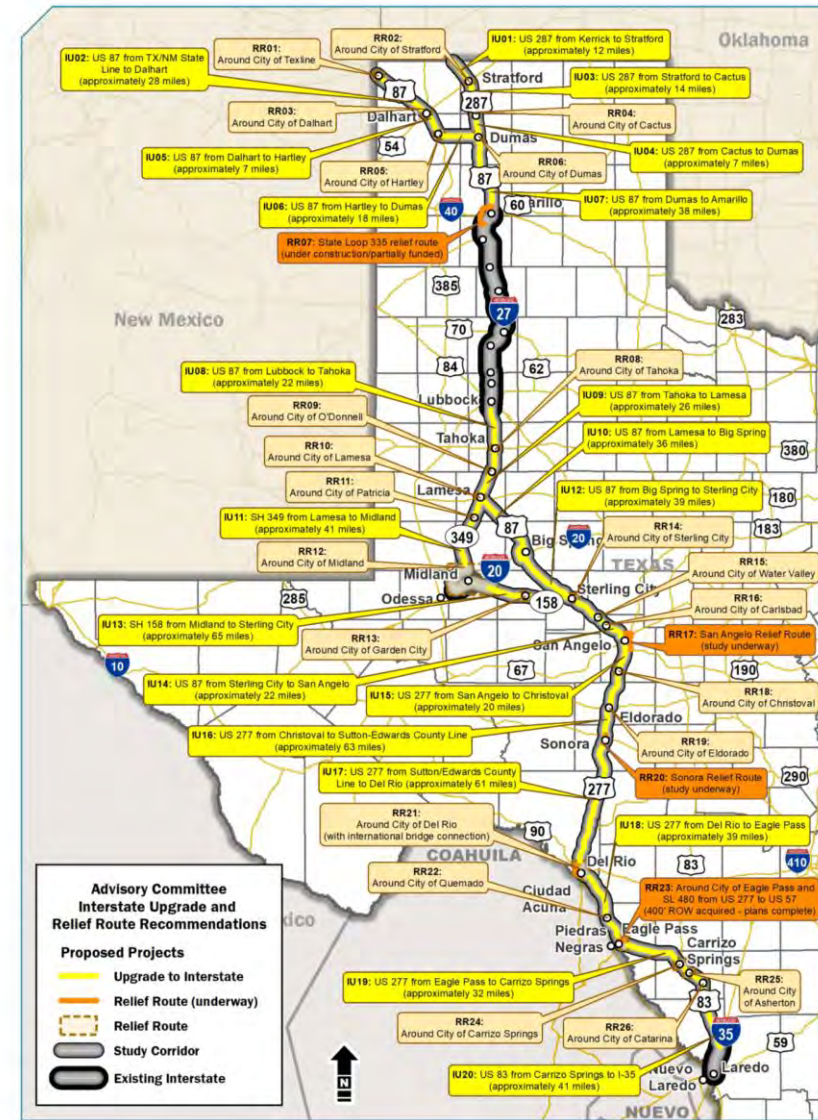 RR02:
Around City of Stratford
IU01: US 287 from Kerrick to Stratford
(approximately 12 miles)
Oklahoma
RR01:
Around City of Texline
IU02: US 87 from TX/NM State
Line to Dalhart
(approximately 28 miles)
Stratford
IU03: US 287 from Stratford to Cactus
(approximately 14 miles)
87
287
RR03:
Around City of Dalhart
Dalhart
RR04:
Around City of Cactus
54
Dumas
IU04: US 287 from Cactus to Dumas
(approximately 7 miles)
IU05: US 87 from Dalhart to Hartley
(approximately 7 miles)
RR05:
Around City of Hartley
RR06:
Around City of Dumas
87
IU06: US 87 from Hartley to Dumas
(approximately 18 miles)
IU07: US 87 from Dumas to Amarillo
(approximately 38 miles)
40
60
arillo
RR07: State Loop 335 relief route
(under construction/partially funded)
385
27
New Mexico
283
70
84
62
IU08: US 87 from Lubbock to Tahoka
(approximately 22 miles)
RR08:
Around City of Tahoka
Lubbock
RR09:
Around City of O'Donnell
IU09: US 87 from Tahoka to Lamesa
(approximately 26 miles)
Tahoka
IU10: US 87 from Lamesa to Big Spring
(approximately 36 miles)
380
RR10:
Around City of Lamesa
RR11:
Around City of Patricia
Lamesa
IU12: US 87 from Big Spring to Sterling City
(approximately 39 miles)
180
IU11: SH 349 from Lamesa to Midland
(approximately 41 miles)
349
87
20
183
Big Spring
RR14:
Around City of Sterling City
RR12:
Around City of Midland
20
TEXAS
RR15:
Around City of Water Valley
Midland
Sterling City
285
Odessa
158
RR16:
Around City of Carlsbad
IU13: SH 158 from Midland to Sterling City
(approximately 65 miles)
RR13:
Around City of Garden City
San Angelo
RR17: San Angelo Relief Route
(study underway)
10
67
190
IU14: US 87 from Sterling City to San Angelo
(approximately 22 miles)
IU15: US 277 from San Angelo to Christoval
(approximately 20 miles)
RR18:
Around City of Christoval
Eldorado
IU16: US 277 from Christoval to Sutton-Edwards County Line
(approximately 63 miles)
RR19:
Around City of Eldorado
Sonora
IU17: US 277 from Sutton/Edwards County
Line to Del Rio (approximately 61 miles)
RR20: Sonora Relief Route
(study underway)
290
277
RR21:
Around City of Del Rio
(with international bridge connection)
90
IU18: US 277 from Del Rio to Eagle Pass
(approximately 39 miles)
COAHUILA
83
410
Del Rio
RR22:
Around City of Quemado
Ciudad
Acuna
RR23: Around City of Eagle Pass and
SL 480 from US 277 to US 57
(400' ROW acquired - plans complete)
Eagle Pass
Piedras
Negras
Carrizo
Springs
IU19: US 277 from Eagle Pass to Carrizo Springs
(approximately 32 miles)
RR25:
Around City
of Asherton
83
RR24:
Around City of Carrizo Springs
RR26:
Around City of Catarina
35
59
IU20: US 83 from Carrizo Springs to I-35
(approximately 41 miles)
Nuevo
Laredo
Laredo
NUEVO
xico
Advisory Committee
Interstate Upgrade and
Relief Route Recommendations
Proposed Projects
Upgrade to Interstate
Relief Route (underway)
Relief Route
Study Corridor
Existing Interstate
N